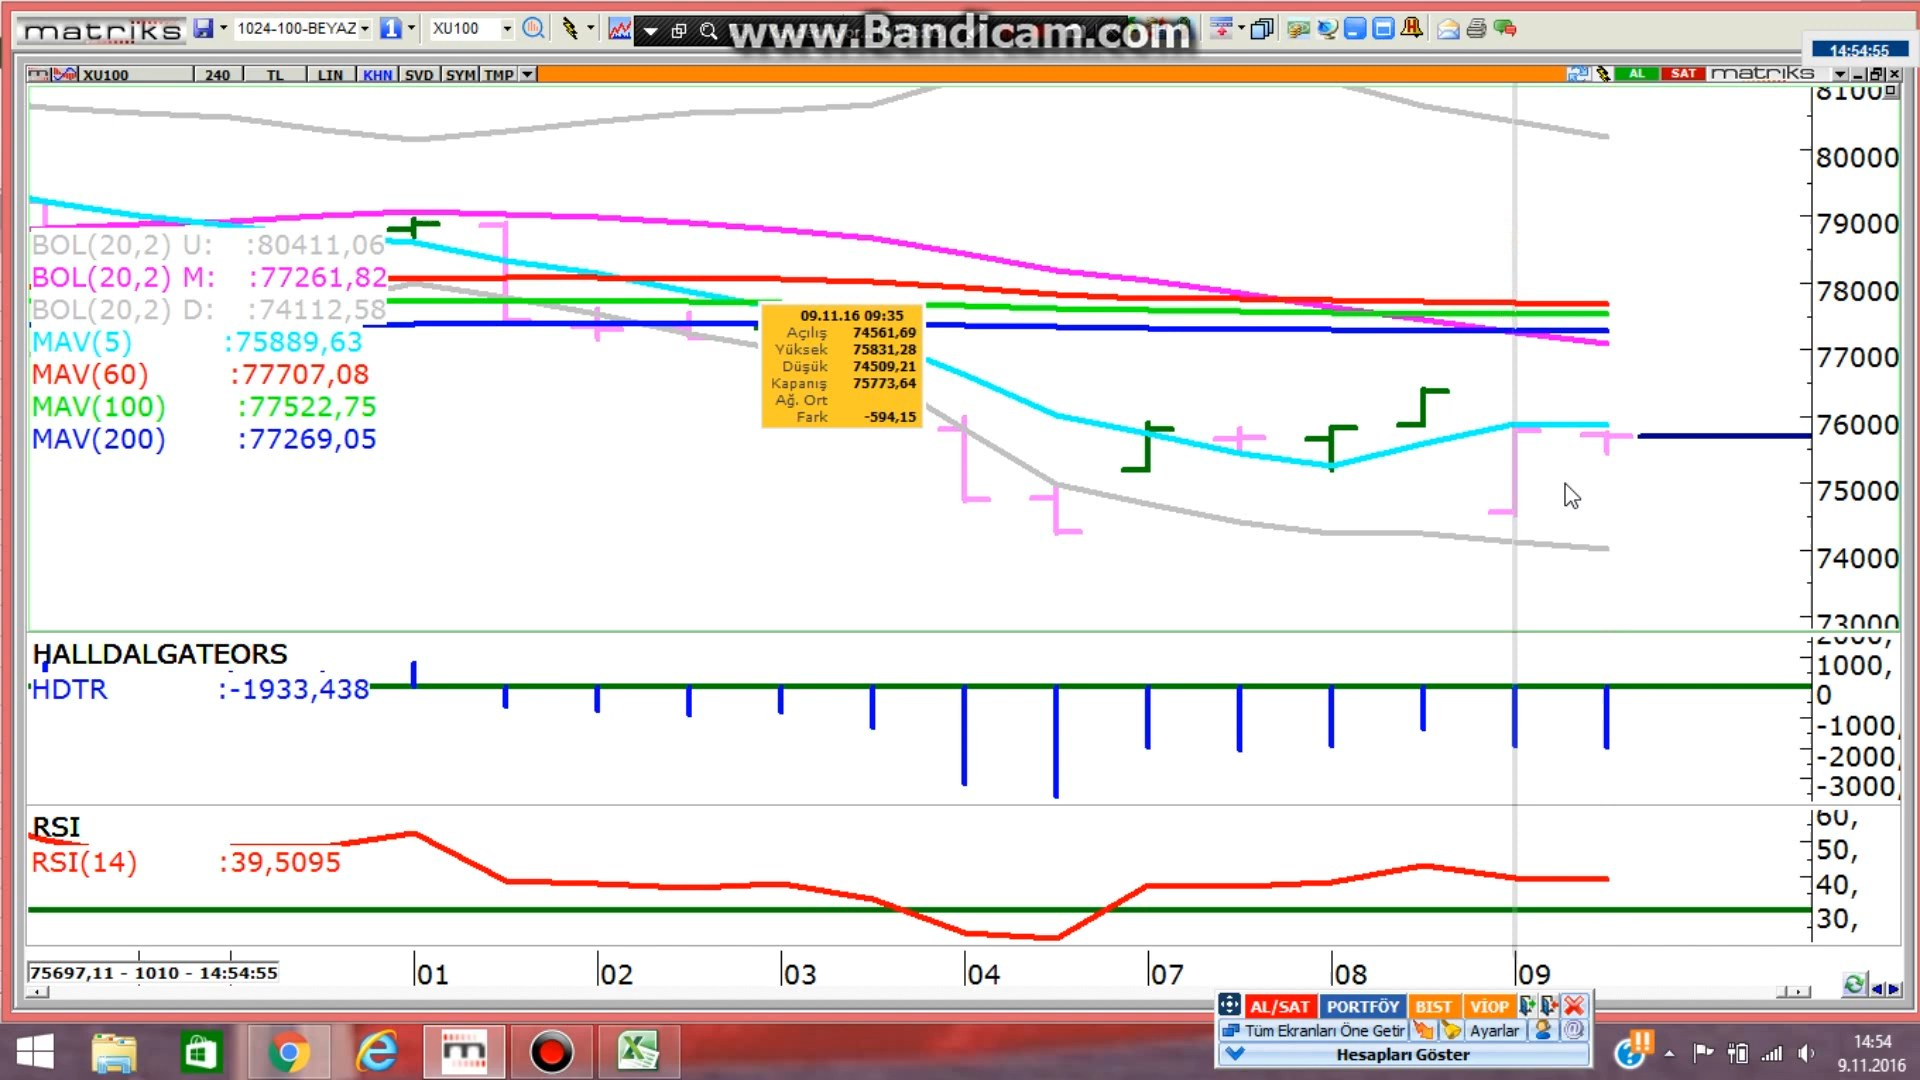 matriks 1024-100-BEYAZ 1 XU100
www.Bandicam.com
14:54:55
XU100 240 TL LIN KHN SVD SYM TMP
AL SAT matriks
BOL(20,2) U: :80411,06
BOL(20,2) M: :77261,82
BOL(20,2) D: :74112,58
MAV(5) :75889,63
MAV(60) :77707,08
MAV(100) :77522,75
MAV(200) :77269,05
09.11.16 09:35
Açılış 74561,69
Yüksek 75831,28
Düşük 74509,21
Kapanış 75773,64
Ağ. Ort
Fark -594,15
8100
80000
79000
78000
77000
76000
75000
74000
73000
HALLDALGATEORS
HDTR :-1933,438
2000,
1000,
0
-1000,
-2000,
-3000,
RSI
RSI(14) :39,5095
60,
50,
40,
30,
75697,11 - 1010 - 14:54:55
01 02 03 04 07 08 09
AL/SAT PORTFÖY BIST VİOP
Tüm Ekranları Öne Getir Ayarlar
Hesapları Göster
14:54
9.11.2016